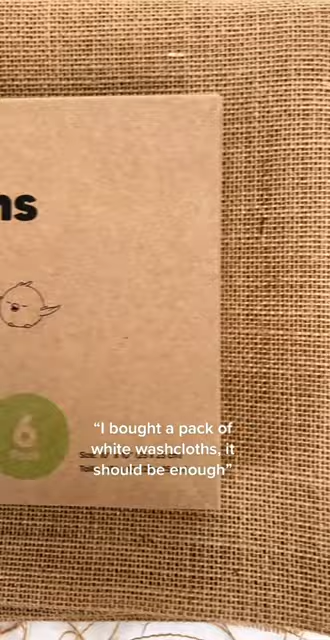 ns
6
"I bought a pack of
white washcloths, it
should be enough"